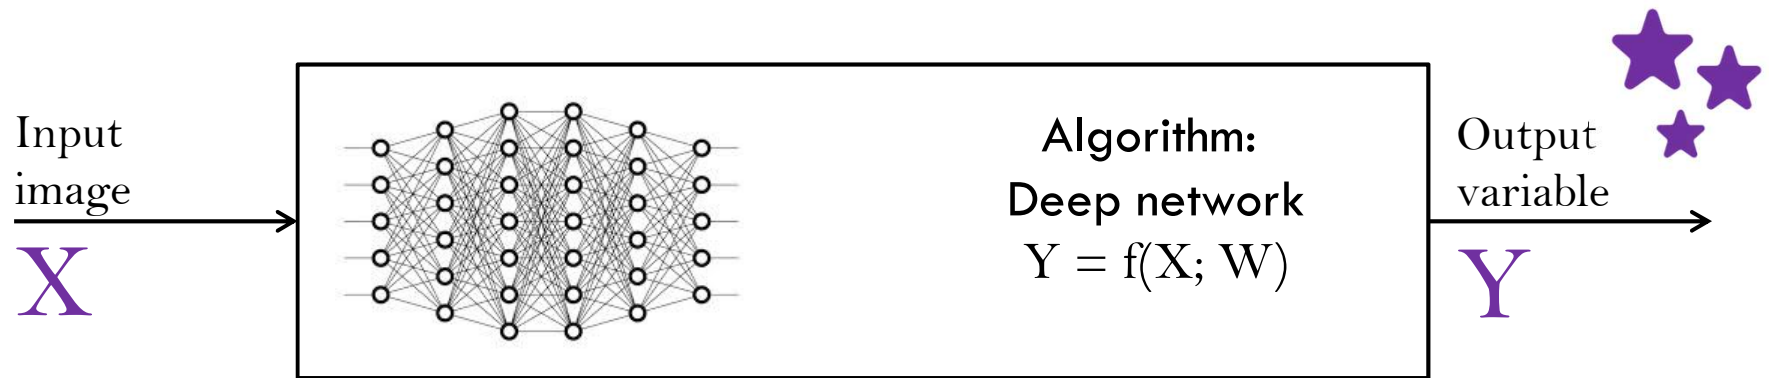 Input
image
X
Algorithm:
Deep network
Y = f(X; W)
Output
variable
Y